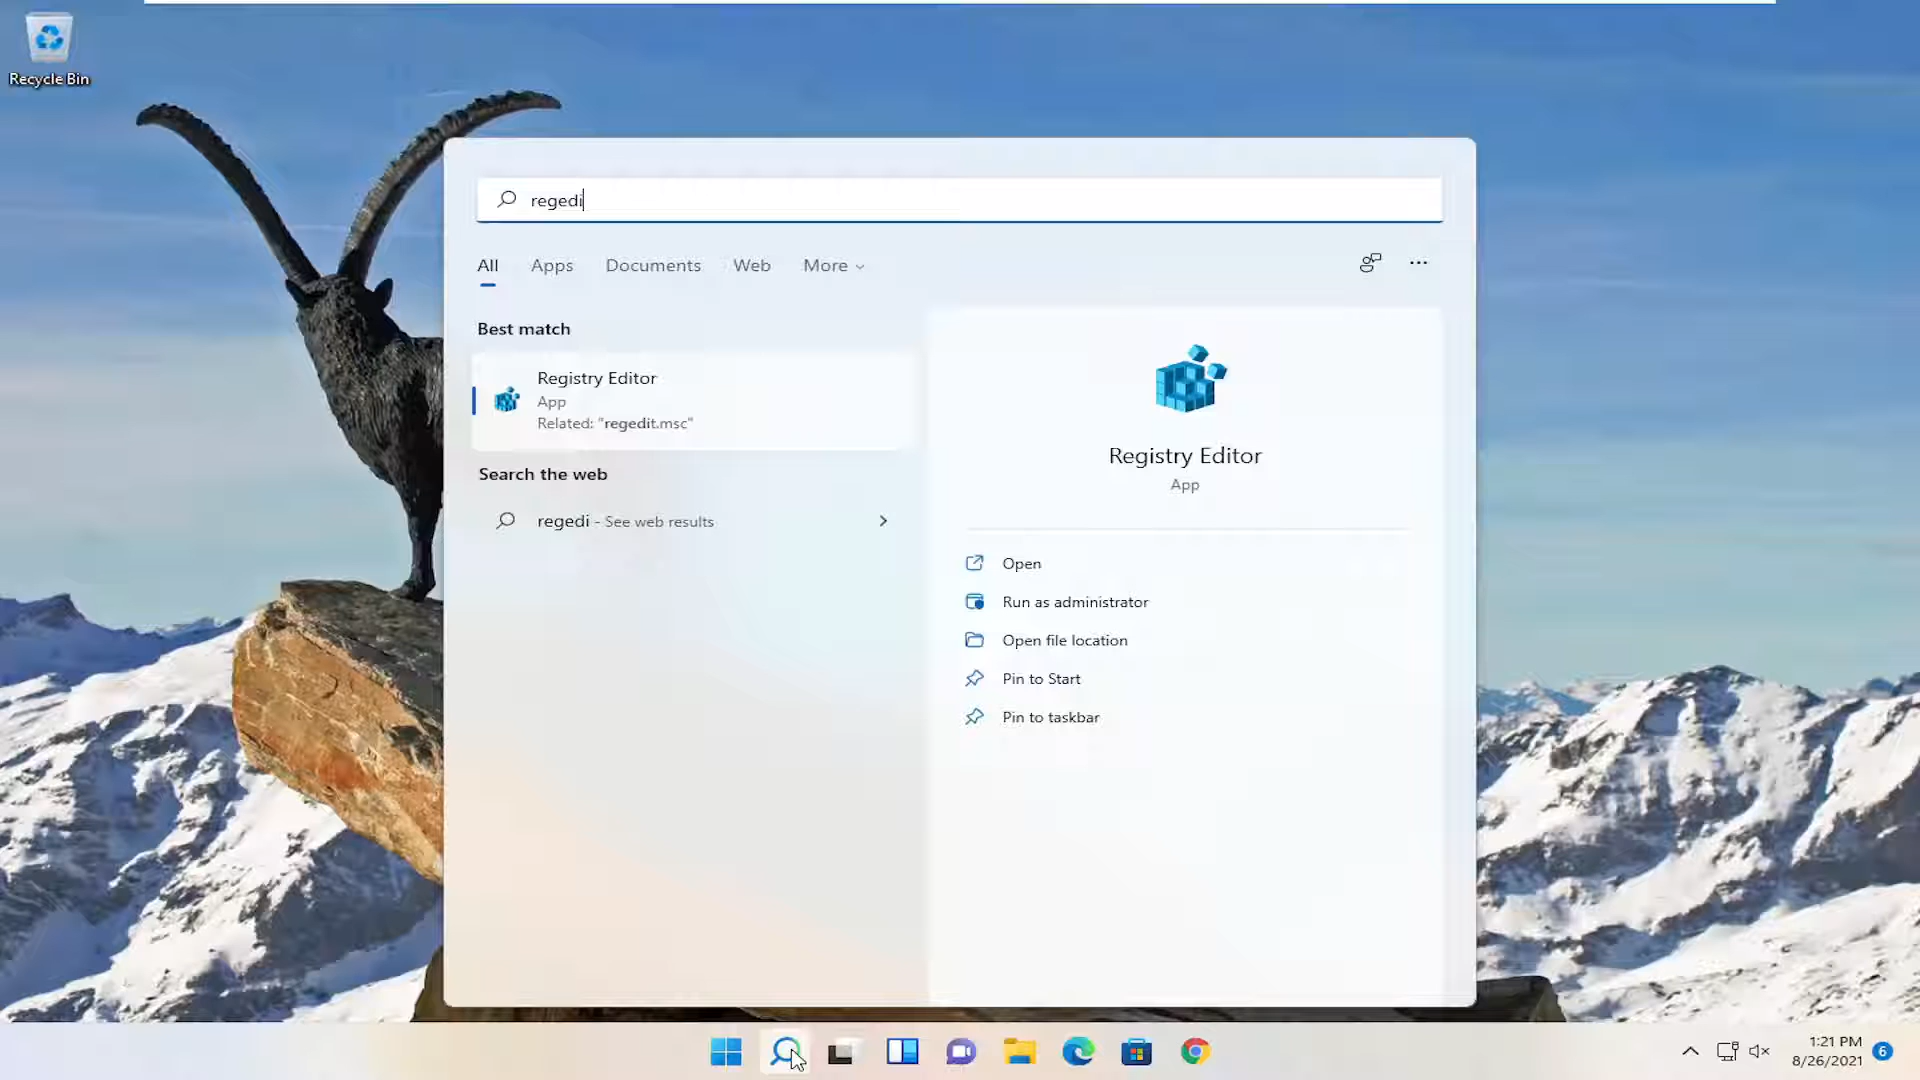 Recycle Bin
regedi
All Apps Documents Web More
Best match
Registry Editor
App
Related: "regedit.msc"
Search the web
regedi - See web results
Registry Editor
App
Open
Run as administrator
Open file location
Pin to Start
Pin to taskbar
1:21 PM
8/26/2021
6